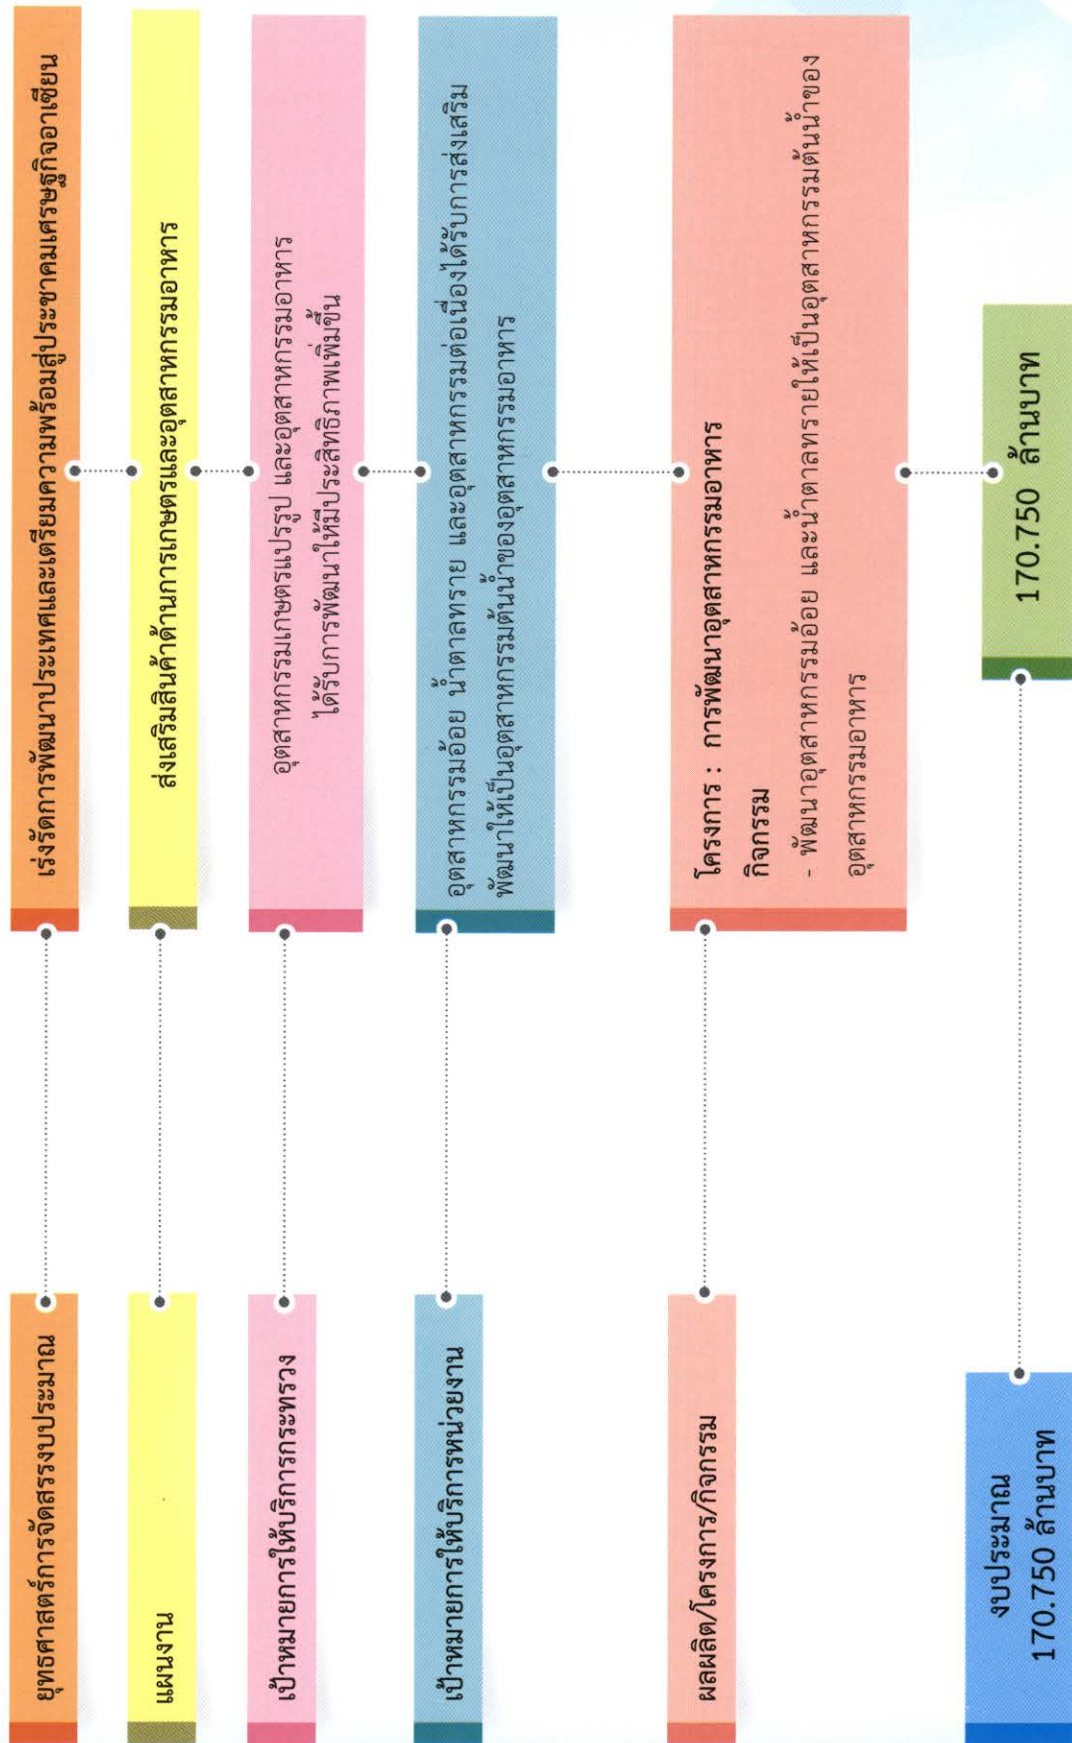 ยุทธศาสตร์การจัดสรรงบประมาณ
เร่งรัดการพัฒนาประเทศและเตรียมความพร้อมสู่ประชาคมเศรษฐกิจอาเซียน
แผนงาน
ส่งเสริมสินค้าด้านการเกษตรและอุตสาหกรรมอาหาร
เป้าหมายการให้บริการกระทรวง
อุตสาหกรรมเกษตรแปรรูป และอุตสาหกรรมอาหาร
ได้รับการพัฒนาให้มีประสิทธิภาพเพิ่มขึ้น
เป้าหมายการให้บริการหน่วยงาน
อุตสาหกรรมอ้อย น้ำตาลทราย และอุตสาหกรรมต่อเนื่องได้รับการส่งเสริม
พัฒนาให้เป็นอุตสาหกรรมต้นน้ำของอุตสาหกรรมอาหาร
ผลผลิต/โครงการ/กิจกรรม
โครงการ : การพัฒนาอุตสาหกรรมอาหาร
กิจกรรม
- พัฒนาอุตสาหกรรมอ้อย และน้ำตาลทรายให้เป็นอุตสาหกรรมต้นน้ำของ
อุตสาหกรรมอาหาร
งบประมาณ
170.750 ล้านบาท
170.750 ล้านบาท